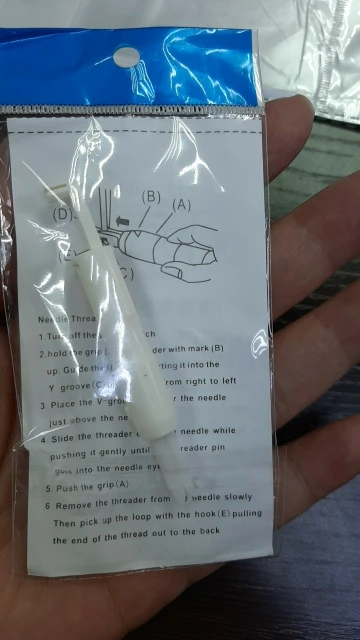 (B)
(A)
(D)
C)
Needle Threa
1 Turn off the ch
2. hold the grip der with mark (B)
up. Guide the rting it into the
Y groove(C rom right to left
3 Place the V-gro the needle
just above the ne
4 Slide the threader needle while
pushing it gently until reader pin
into the needle eye
5. Push the grip(A)
6 Remove the threader from needle slowly
Then pick up the loop with the hook(E) pulling
the end of the thread out to the back